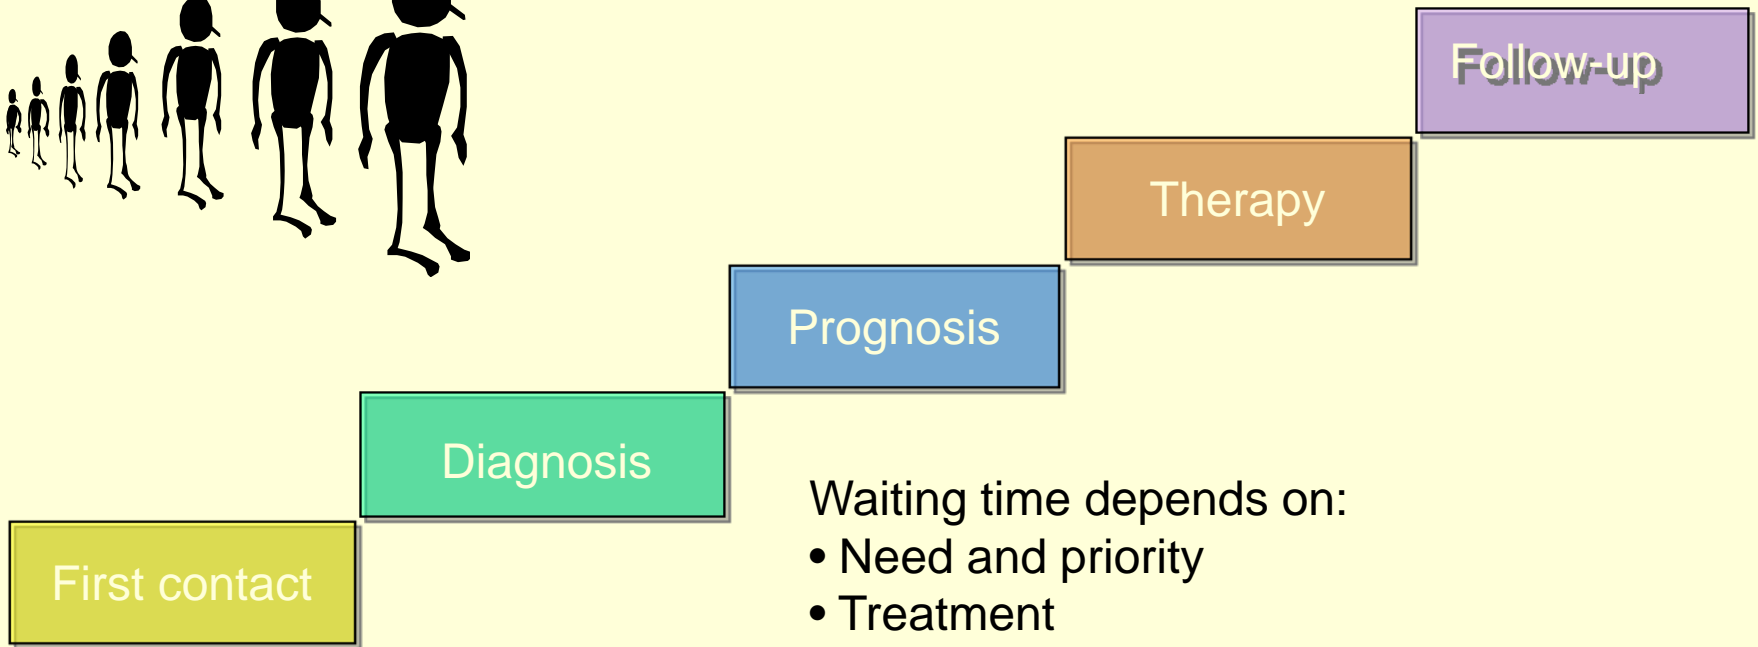 Follow-up
Therapy
Prognosis
Diagnosis
First contact
Waiting time depends on:
• Need and priority
• Treatment